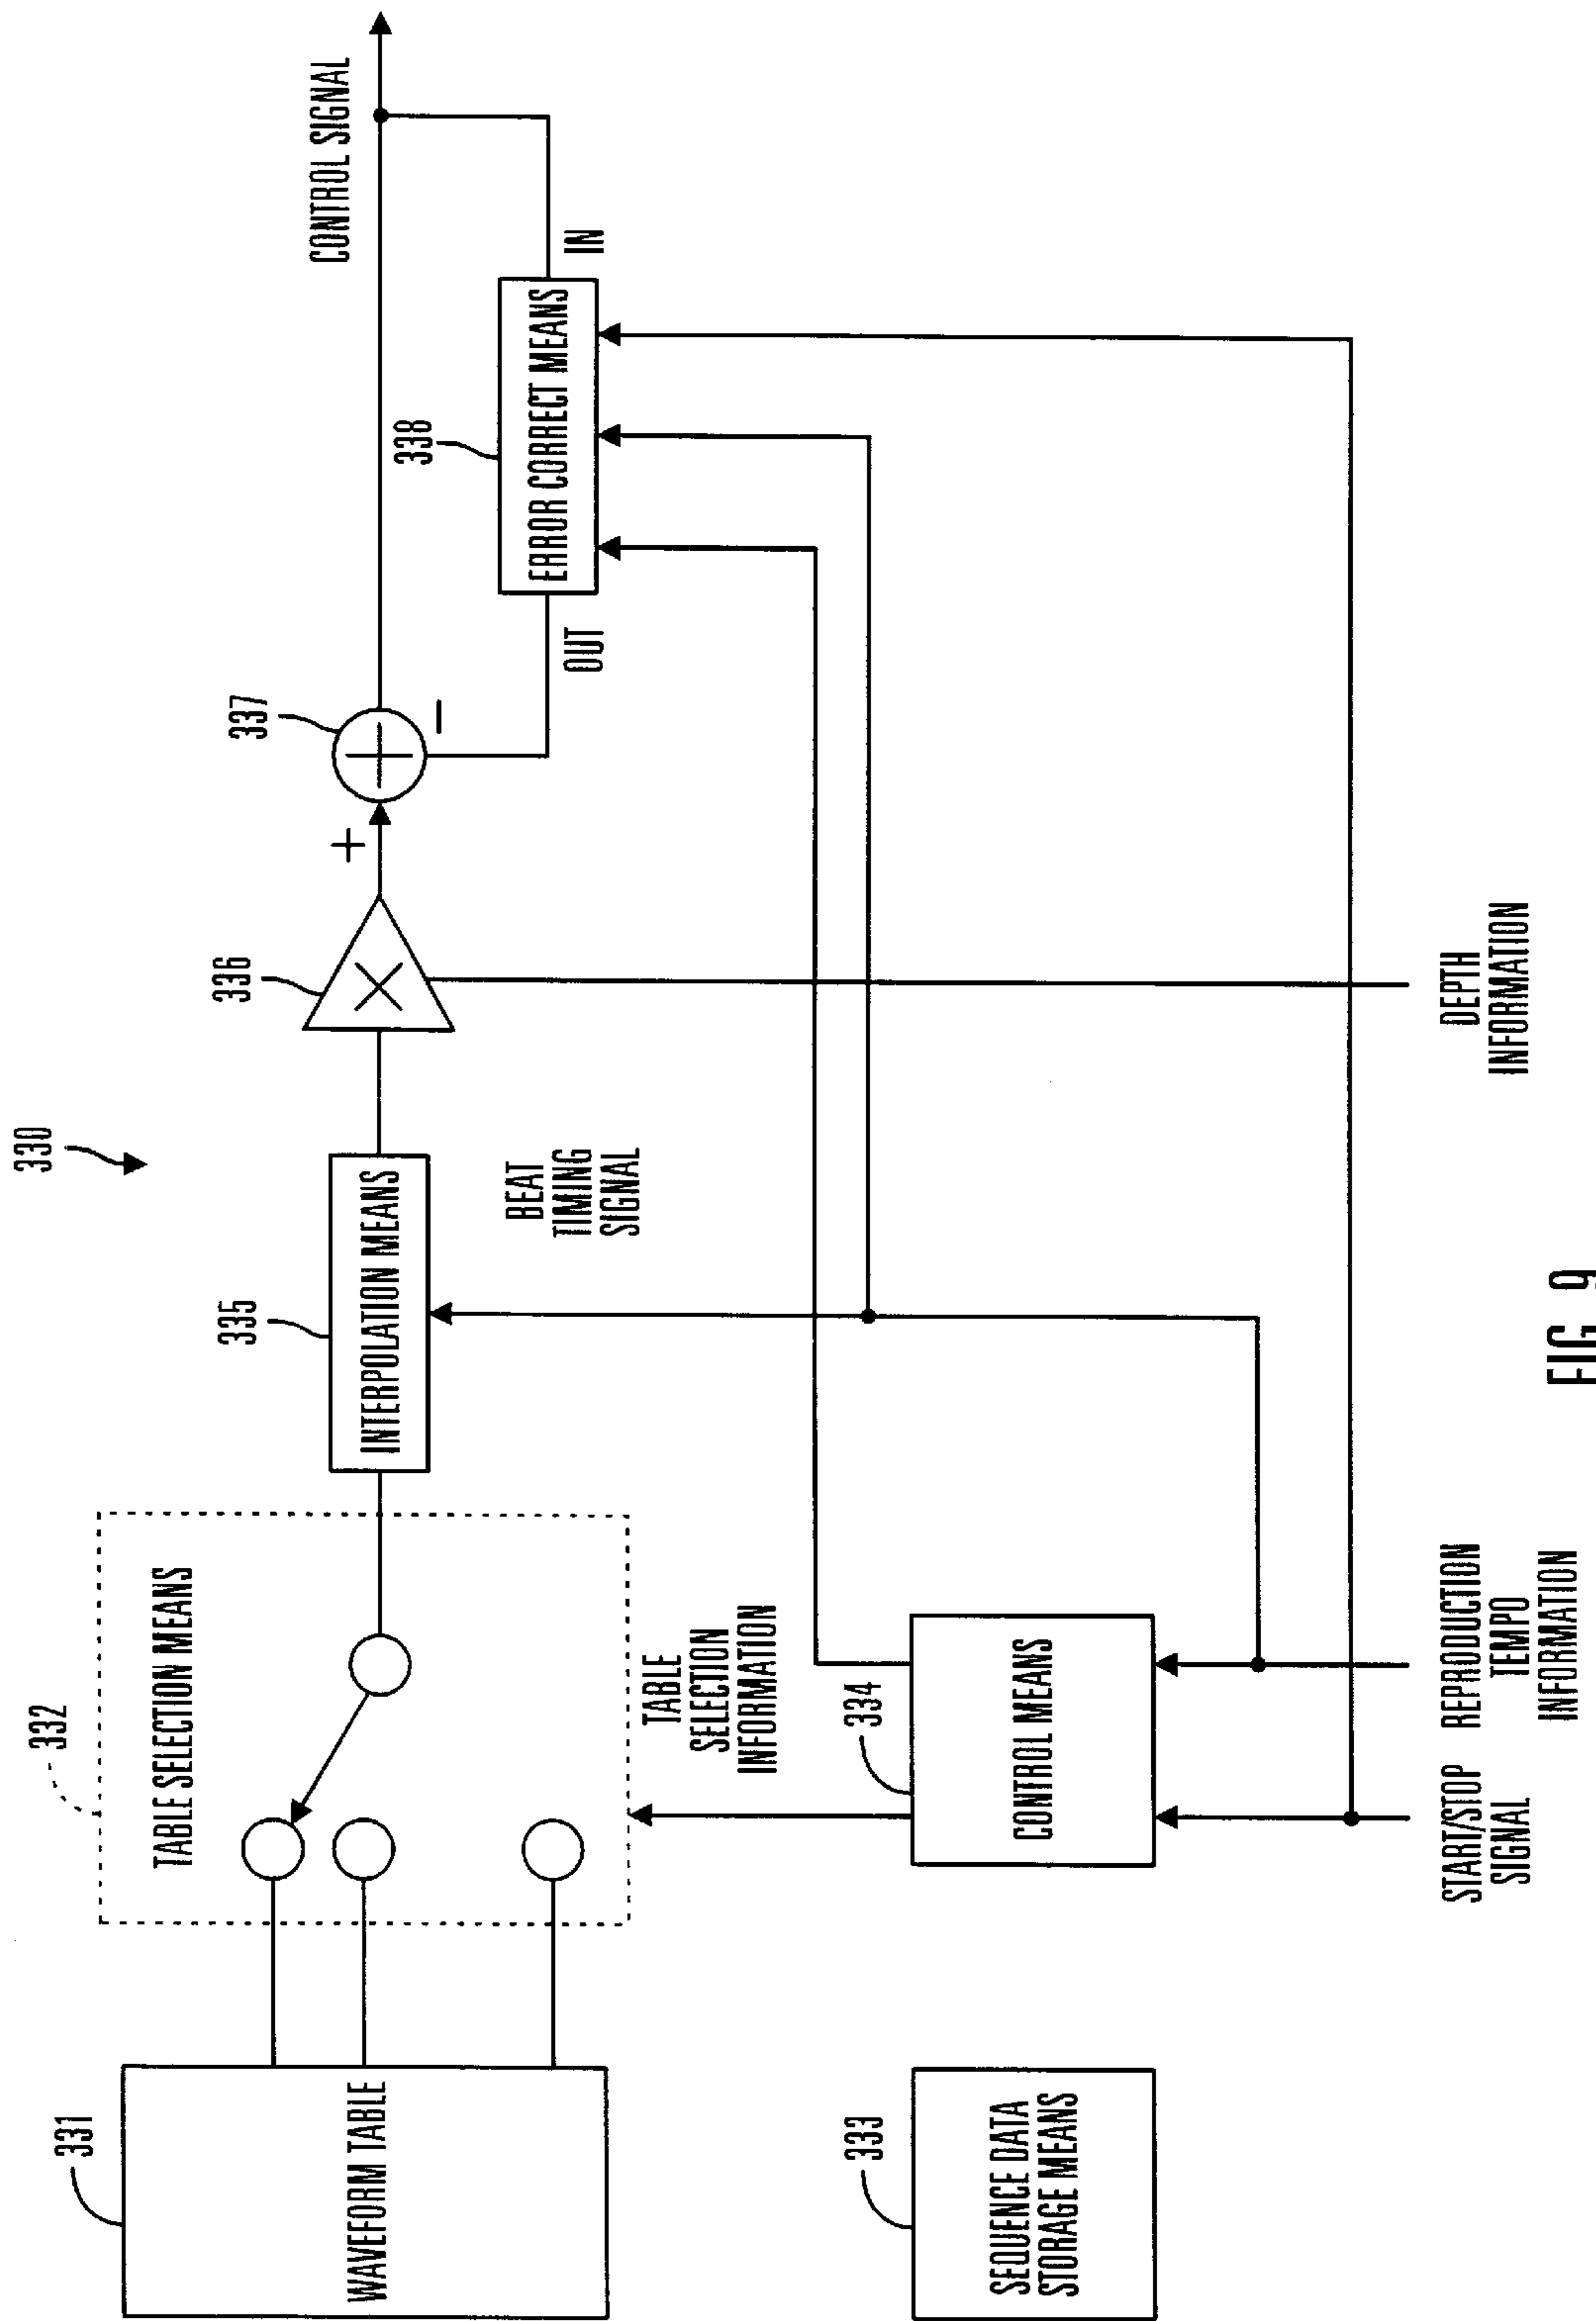 330
331
WAVEFORM TABLE
332
TABLE SELECTION MEANS
335
INTERPOLATION MEANS
336
+
337
−
CONTROL SIGNAL
338
ERROR CORRECT MEANS
IN
OUT
BEAT
TIMING
SIGNAL
TABLE
SELECTION
INFORMATION
333
SEQUENCE DATA
STORAGE MEANS
334
CONTROL MEANS
START/STOP
SIGNAL
REPRODUCTION
TEMPO
INFORMATION
DEPTH
INFORMATION
FIG. 9